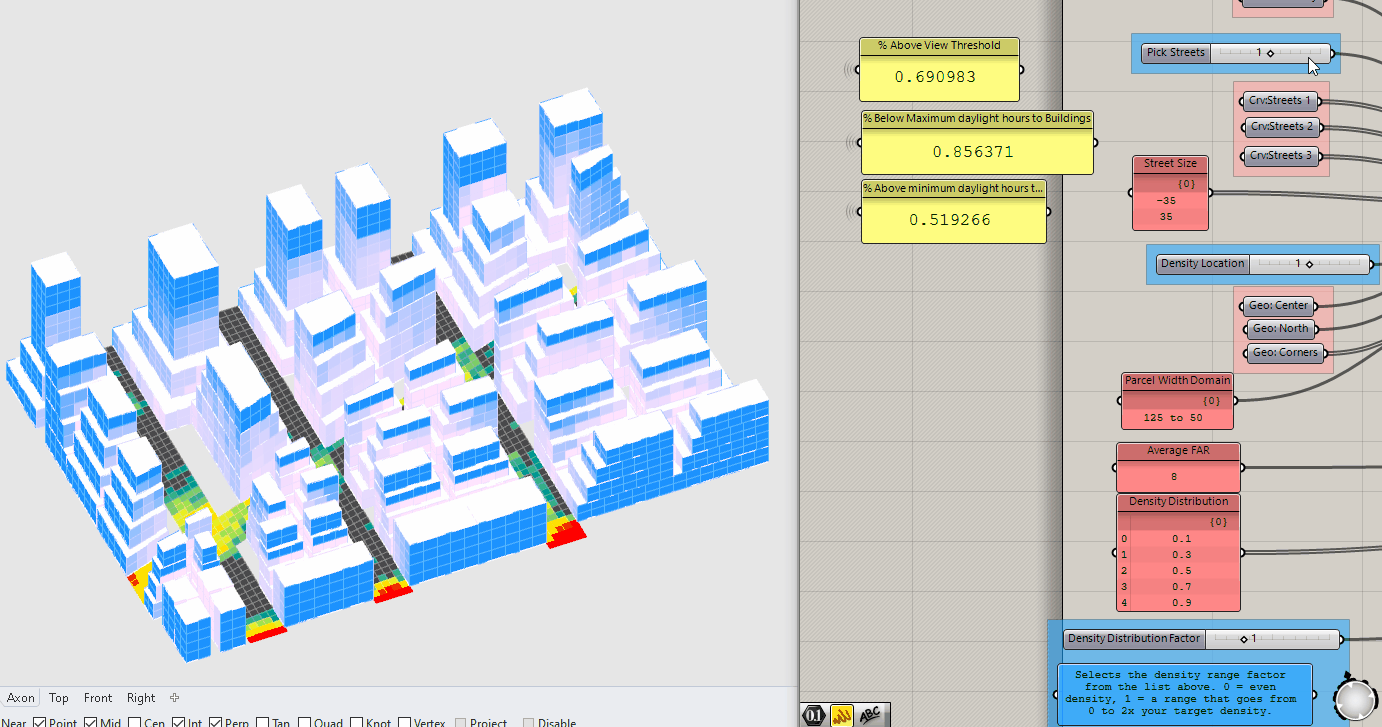 % Above View Threshold
0.690983
% Below Maximum daylight hours to Buildings
0.856371
% Above minimum daylight hours t...
0.519266
Pick Streets 1
Crv:Streets 1
Crv:Streets 2
Crv:Streets 3
Street Size
{0}
-35
35
Density Location 1
Geo: Center
Geo: North
Geo: Corners
Parcel Width Domain
{0}
125 to 50
Average FAR
8
Density Distribution
{0}
0 0.1
1 0.3
2 0.5
3 0.7
4 0.9
Density Distribution Factor 1
Selects the density range factor
from the list above. 0 = even
density, 1 = a range that goes from
0 to 2x your target density.
Axon Top Front Right
Near Point Mid Cen Int Perp Tan Quad Knot Vertex Project Disable
0.1 ABC